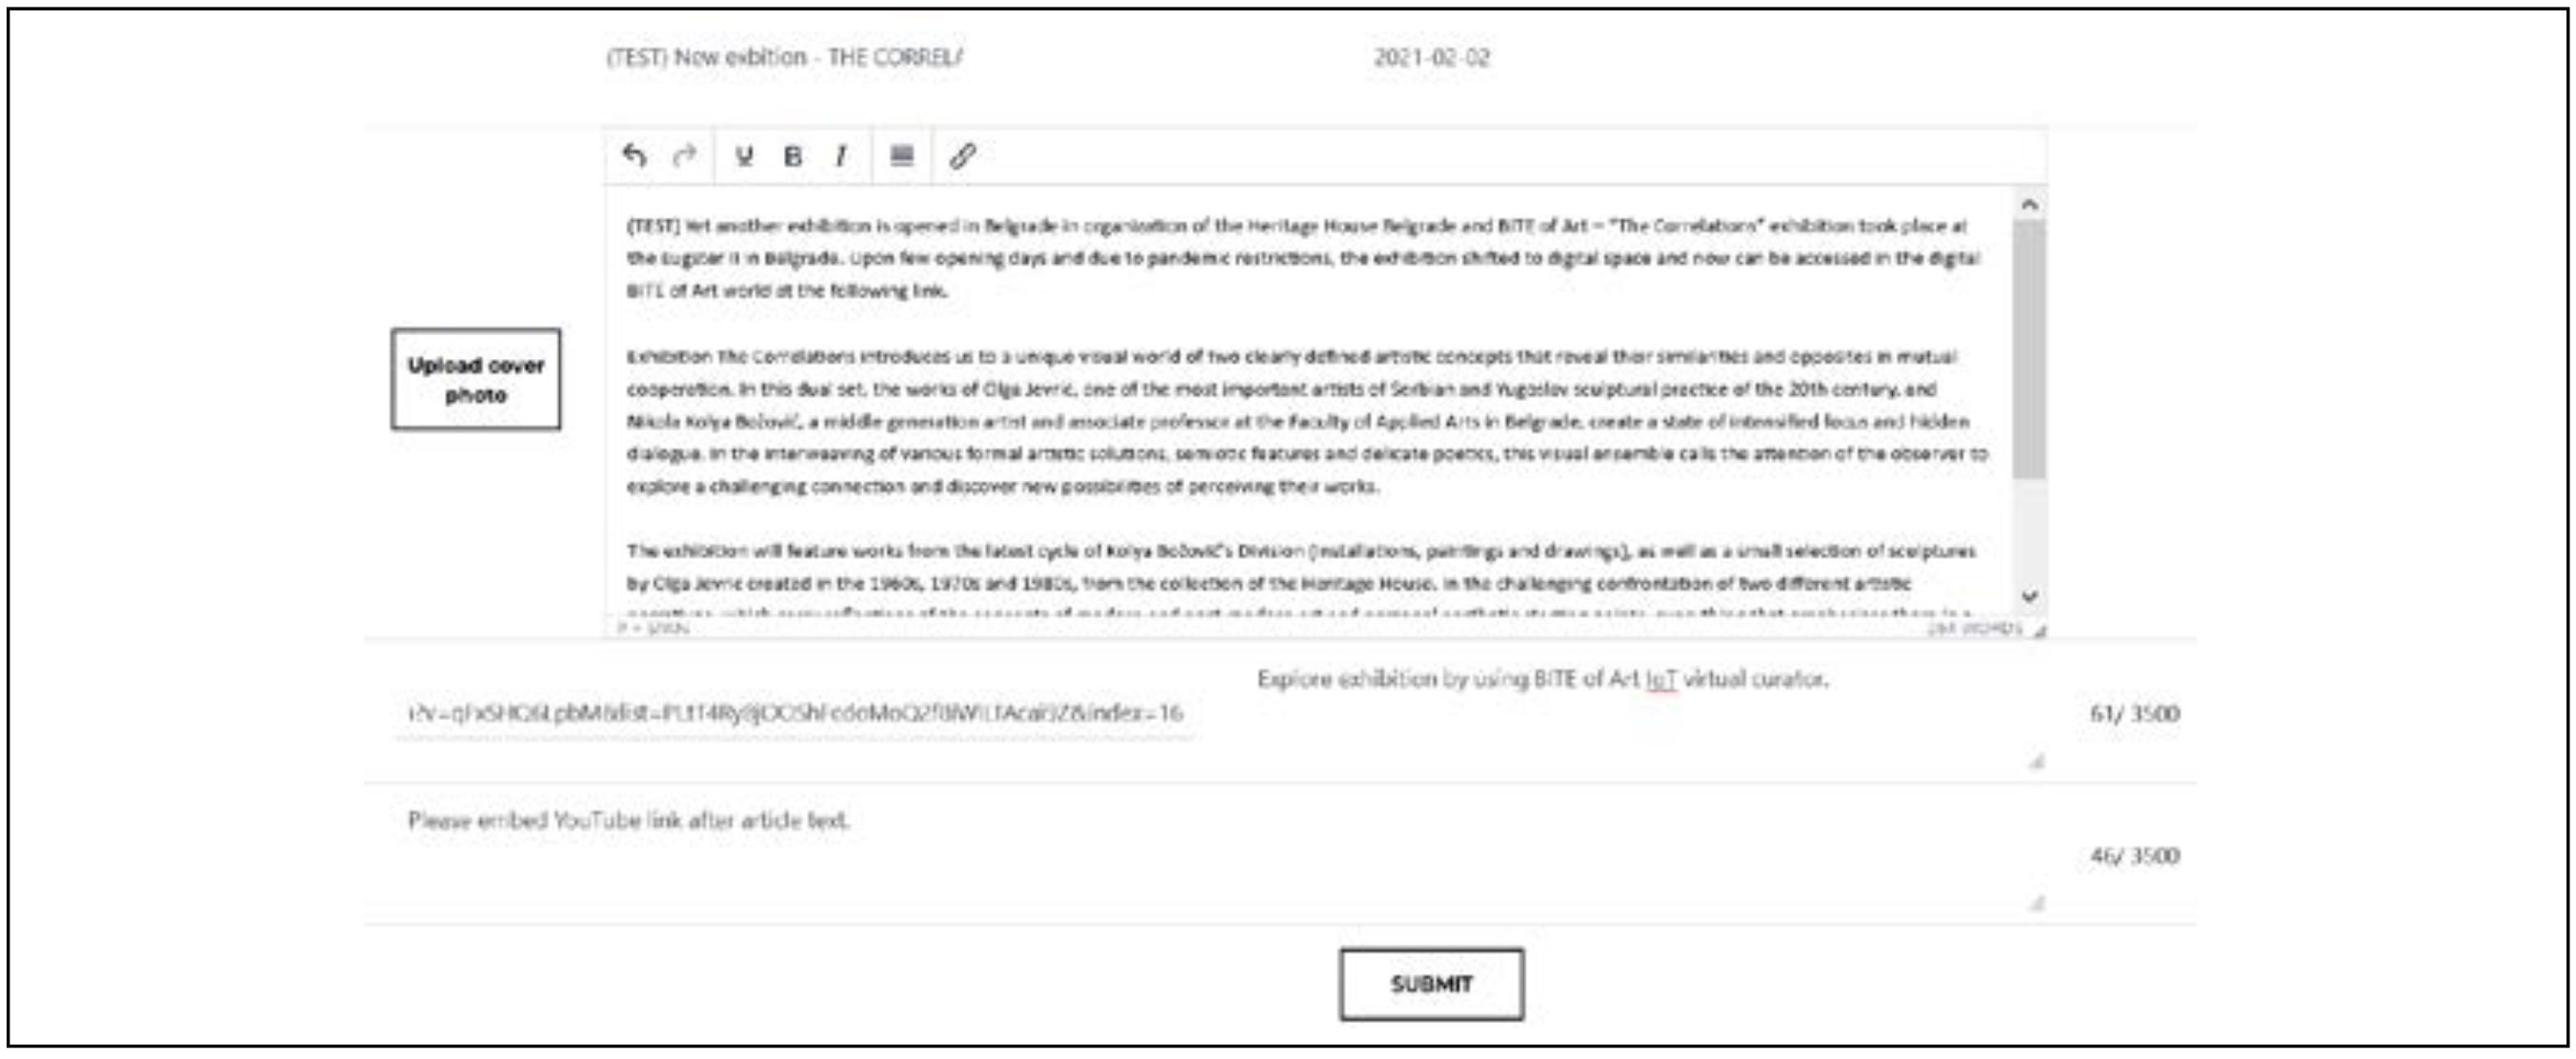 (TEST) New exbition - THE CORREL
2021-02-02
(TEST) Yet another exhibition is opened in Belgrade in organization of the Heritage House Belgrade and BITE of Art – "The Correlations" exhibition took place at
the in Belgrade. Upon few opening days and due to pandemic restrictions, the exhibition shifted to digital space and now can be accessed in the digital
BITE of Art world at the following link.
Upload cover
photo
Exhibition The Correlations introduces us to a unique visual world of two clearly defined artistic concepts that reveal their similarities and opposites in mutual
cooperation. In this dual set, the works of Olga Jevric, one of the most important artists of Serbian and Yugoslav sculptural practice of the 20th century, and
Nikola Kolya Božović, a middle generation artist and associate professor at the Faculty of Applied Arts in Belgrade, create a state of intensified focus and hidden
dialogue. In the interweaving of various formal artistic solutions, semiotic features and delicate poetics, this visual ensemble calls the attention of the observer to
explore a challenging connection and discover new possibilities of perceiving their works.
The exhibition will feature works from the latest cycle of Kolya Božović's Division (installations, paintings and drawings), as well as a small selection of sculptures
by Olga Jevric created in the 1960s, 1970s and 1980s, from the collection of the Heritage House. In the challenging confrontation of two different artistic
WORDS
Explore exhibition by using BITE of Art IoT virtual curator.
61/ 3500
Please embed YouTube link after article text.
46/ 3500
SUBMIT